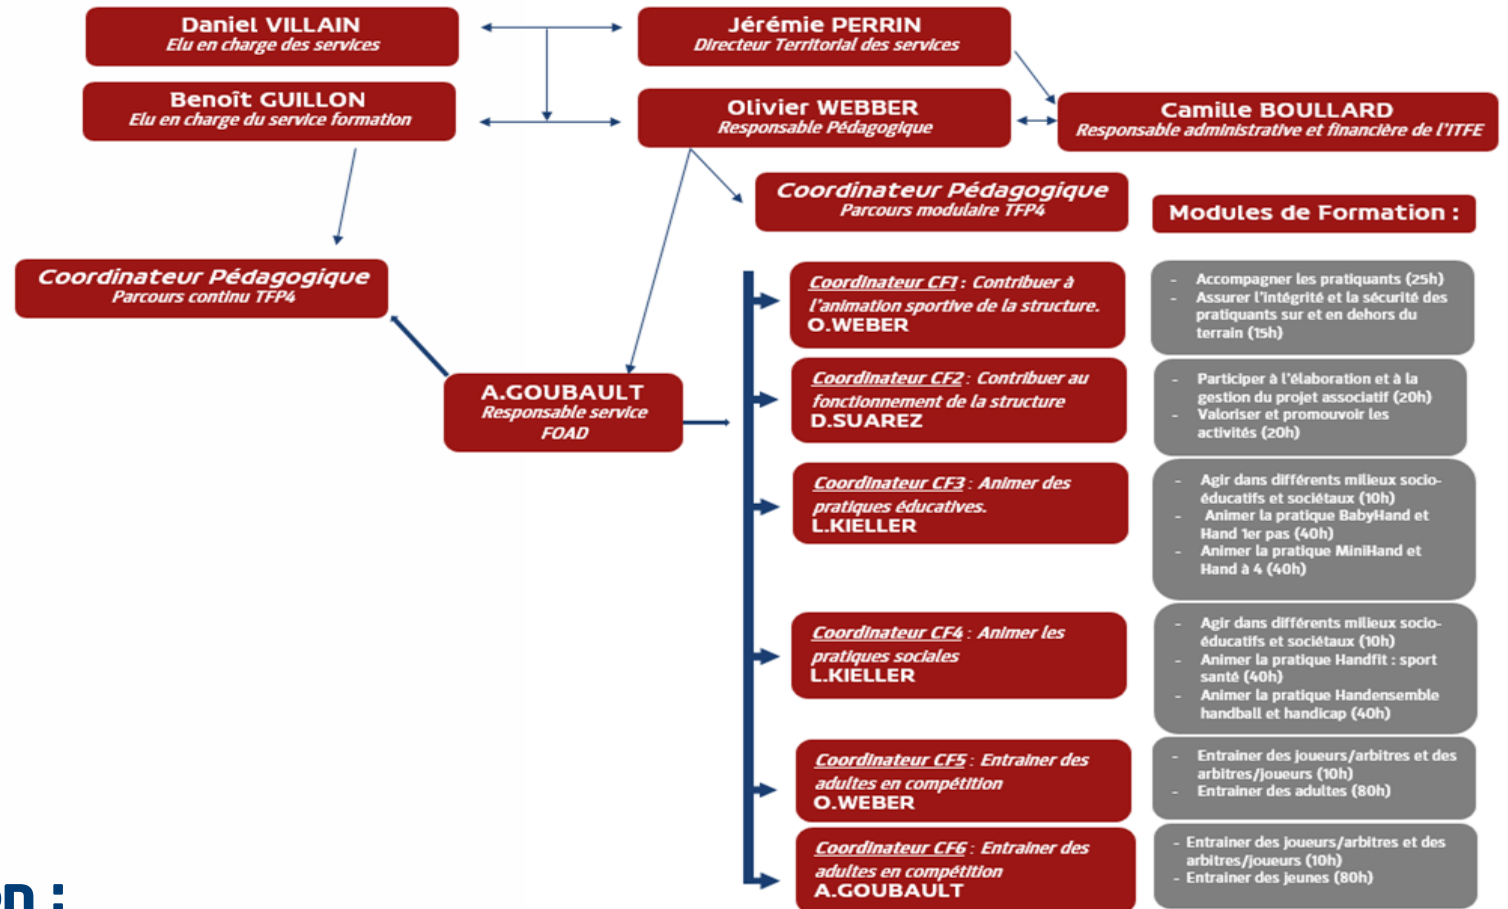 Daniel VILLAIN
Elu en charge des services
Jérémie PERRIN
Directeur Territorial des services
Benoît GUILLON
Elu en charge du service formation
Olivier WEBBER
Responsable Pédagogique
Camille BOULLARD
Responsable administrative et financière de l'ITFE
Coordinateur Pédagogique
Parcours modulaire TFP4
Modules de Formation :
Coordinateur Pédagogique
Parcours continu TFP4
A.GOUBAULT
Responsable service
FOAD
Coordinateur CF1 : Contribuer à
l'animation sportive de la structure.
O.WEBER
- Accompagner les pratiquants (25h)
- Assurer l'intégrité et la sécurité des
pratiquants sur et en dehors du
terrain (15h)
Coordinateur CF2 : Contribuer au
fonctionnement de la structure
D.SUAREZ
- Participer à l'élaboration et à la
gestion du projet associatif (20h)
- Valoriser et promouvoir les
activités (20h)
Coordinateur CF3 : Animer des
pratiques éducatives.
L.KIELLER
- Agir dans différents milieux socio-
éducatifs et sociétaux (10h)
- Animer la pratique BabyHand et
Hand 1er pas (40h)
- Animer la pratique MiniHand et
Hand à 4 (40h)
Coordinateur CF4 : Animer les
pratiques sociales
L.KIELLER
- Agir dans différents milieux socio-
éducatifs et sociétaux (10h)
- Animer la pratique Handfit : sport
santé (40h)
- Animer la pratique Handensemble
handball et handicap (40h)
Coordinateur CF5 : Entrainer des
adultes en compétition
O.WEBER
- Entrainer des joueurs/arbitres et des
arbitres/joueurs (10h)
- Entrainer des adultes (80h)
Coordinateur CF6 : Entrainer des
adultes en compétition
A.GOUBAULT
- Entrainer des joueurs/arbitres et des
arbitres/joueurs (10h)
- Entrainer des jeunes (80h)
on :